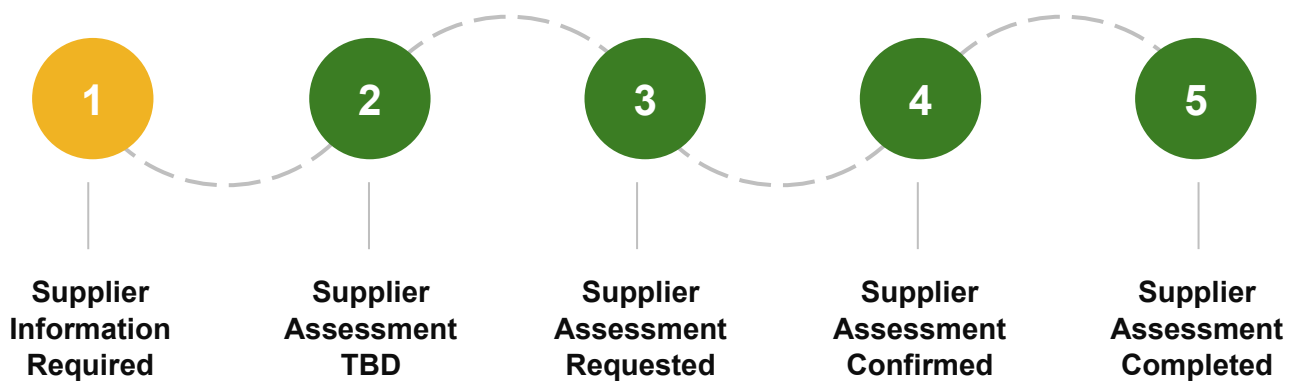 1
2
3
4
5
Supplier
Information
Required
Supplier
Assessment
TBD
Supplier
Assessment
Requested
Supplier
Assessment
Confirmed
Supplier
Assessment
Completed